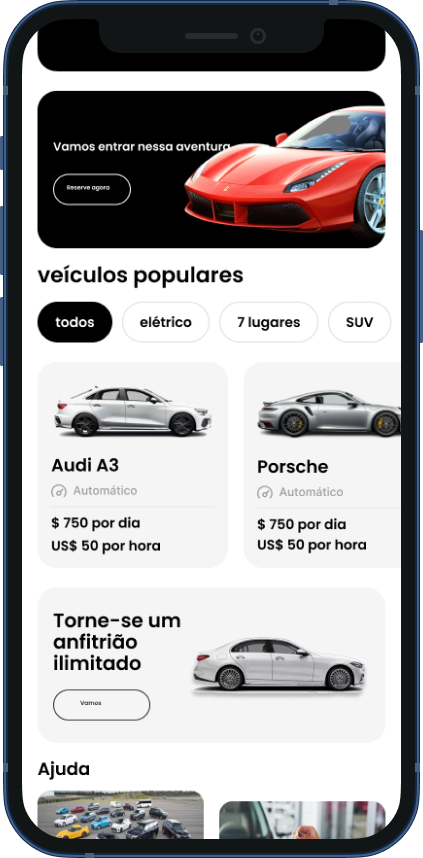 Vamos entrar nessa aventura
Reserve agora
veículos populares
todos
elétrico
7 lugares
SUV
Audi A3
Automático
$ 750 por dia
US$ 50 por hora
Porsche
Automático
$ 750 por dia
US$ 50 por hora
Torne-se um
anfitrião
ilimitado
Vamos
Ajuda